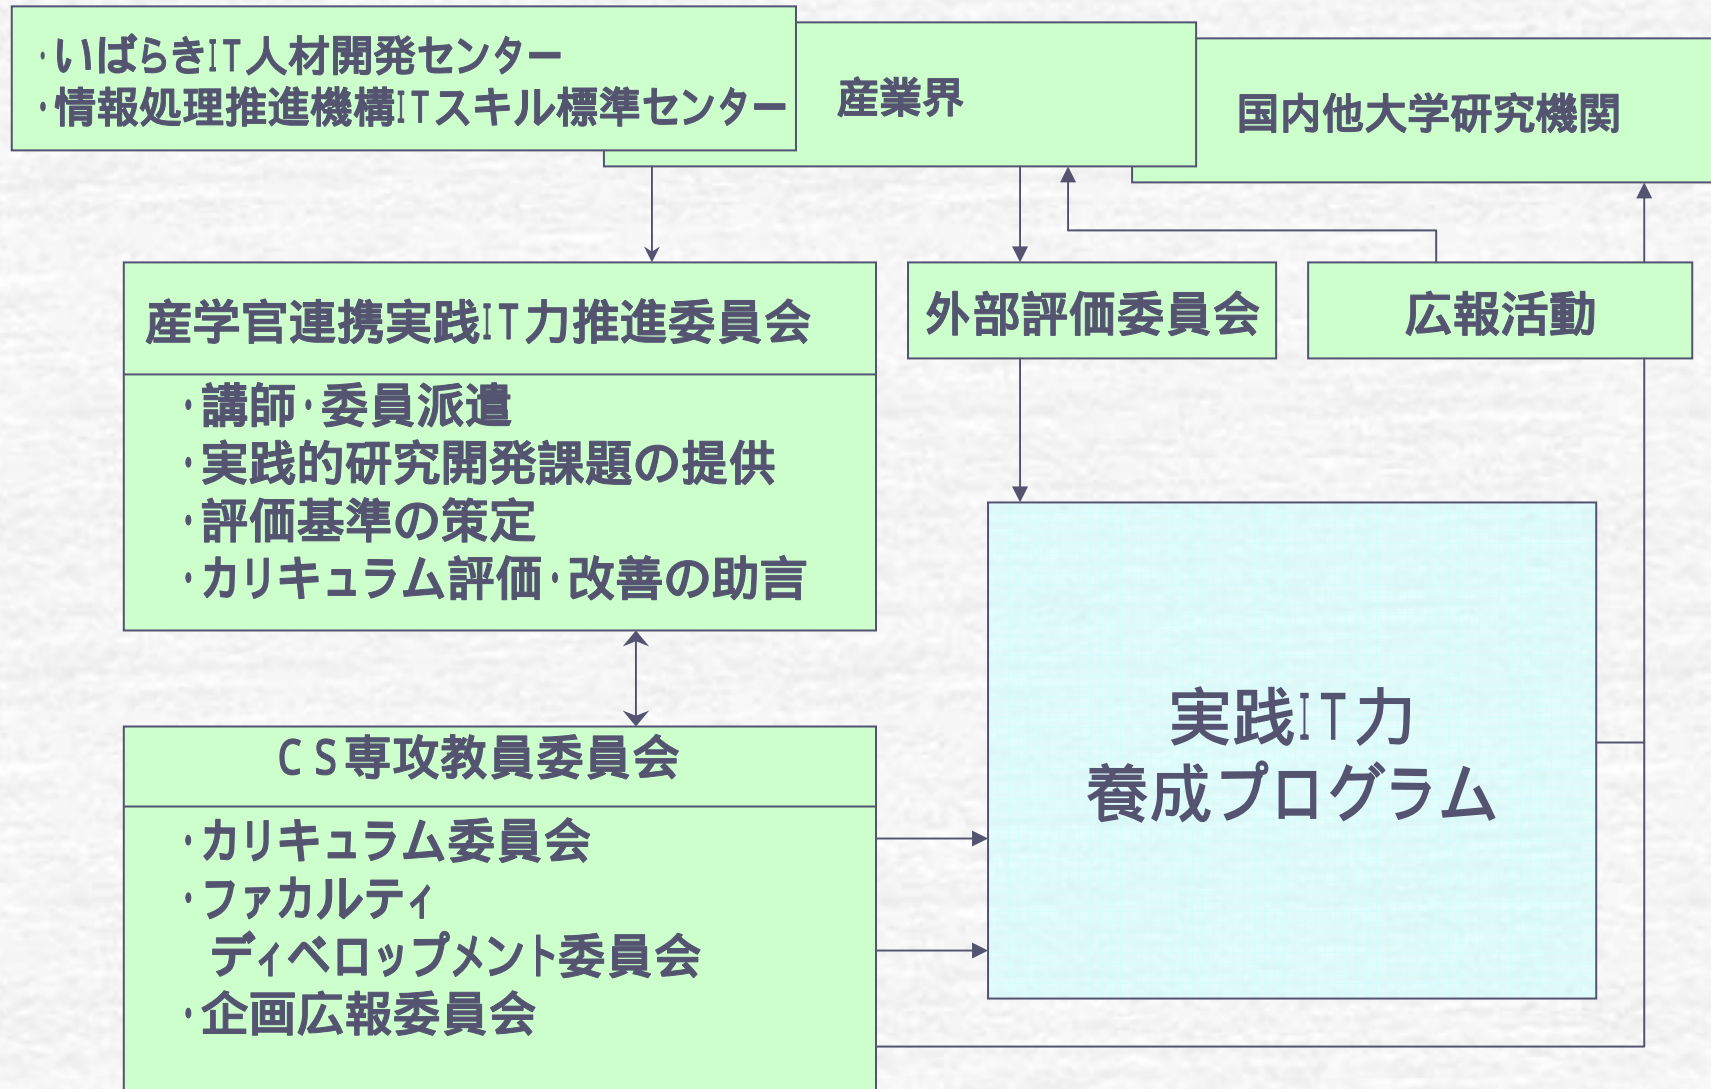 ･いばらきIT人材開発センター
･情報処理推進機構ITスキル標準センター
産業界
国内他大学研究機関
産学官連携実践IT力推進委員会
･講師･委員派遣
･実践的研究開発課題の提供
･評価基準の策定
･カリキュラム評価･改善の助言
外部評価委員会
広報活動
CS専攻教員委員会
･カリキュラム委員会
･ファカルティ
ディベロップメント委員会
･企画広報委員会
実践IT力
養成プログラム